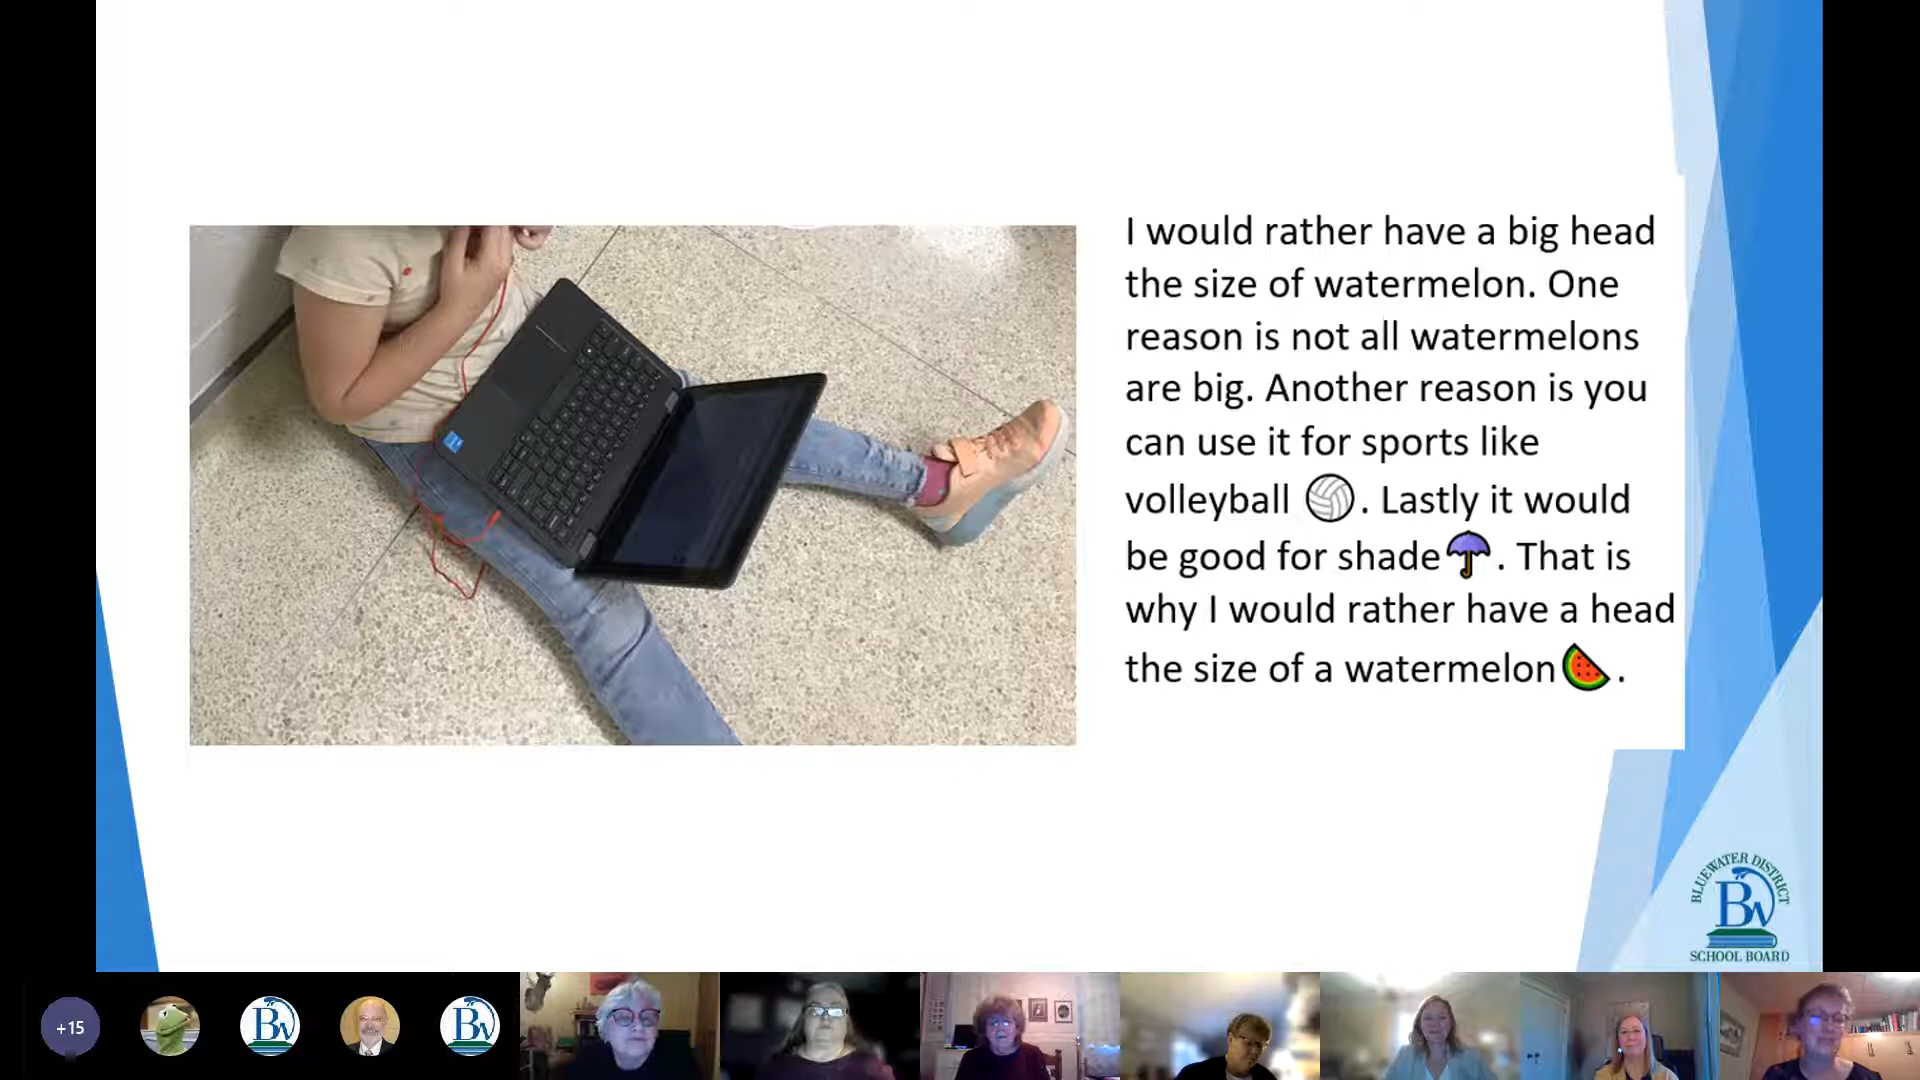 I would rather have a big head
the size of watermelon. One
reason is not all watermelons
are big. Another reason is you
can use it for sports like
volleyball 🏐. Lastly it would
be good for shade☂. That is
why I would rather have a head
the size of a watermelon🍉.
BLUEWATER DISTRICT
BW
SCHOOL BOARD
+15
BW
BW